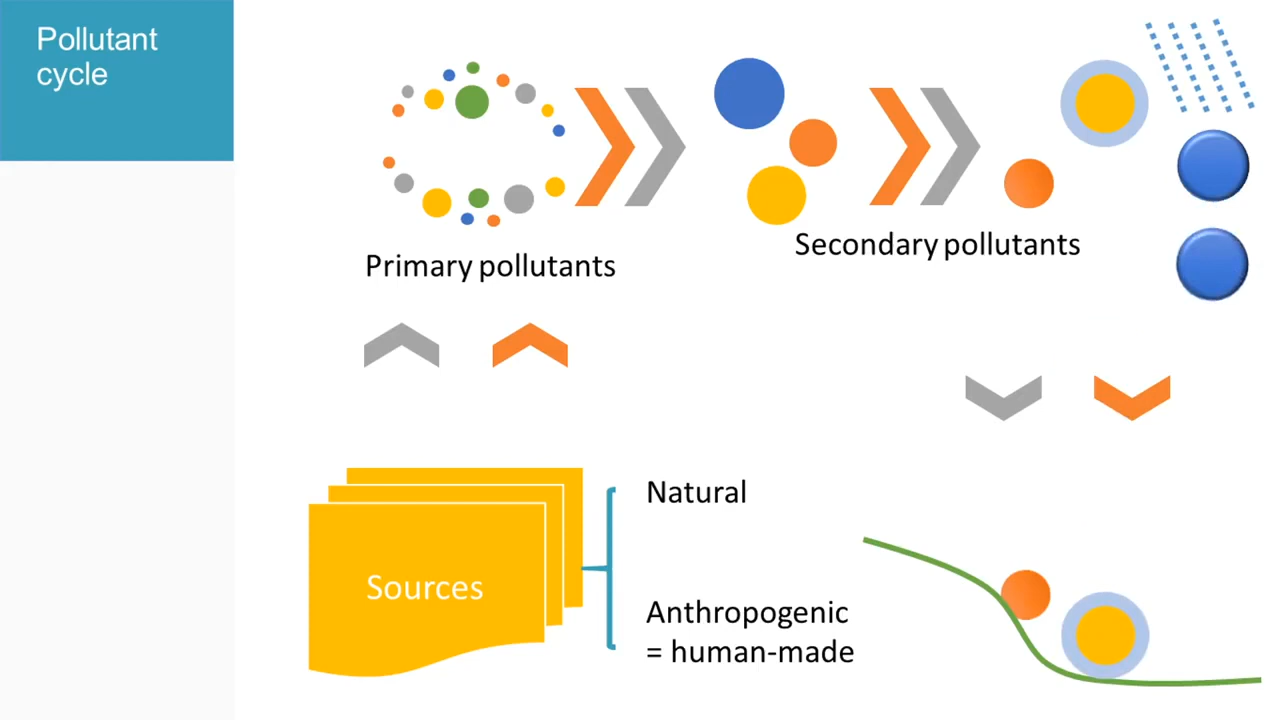 Pollutant
cycle
Primary pollutants
Secondary pollutants
Sources
Natural
Anthropogenic
= human-made